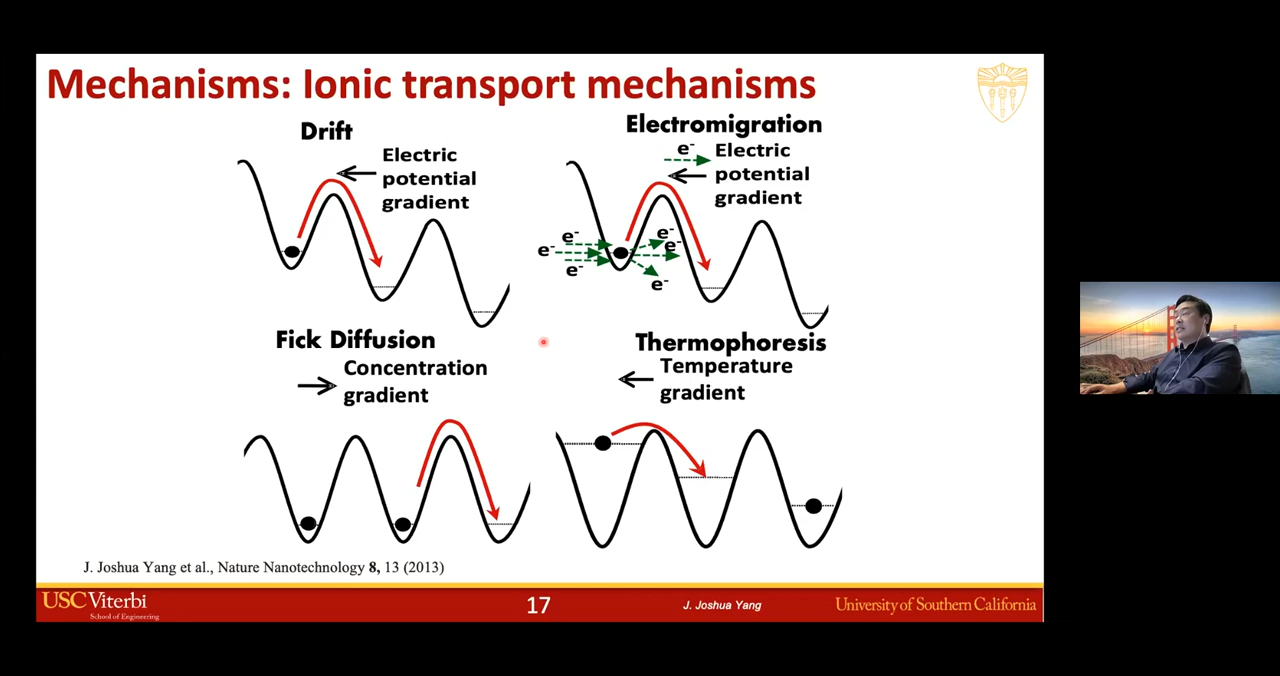 Mechanisms: Ionic transport mechanisms
Drift
Electric
potential
gradient
Electromigration
e-
Electric
potential
gradient
e-
e-
e-
e-
e-
e-
Fick Diffusion
Concentration
gradient
Thermophoresis
Temperature
gradient
J. Joshua Yang et al., Nature Nanotechnology 8, 13 (2013)
USC Viterbi
School of Engineering
17
J. Joshua Yang
University of Southern California